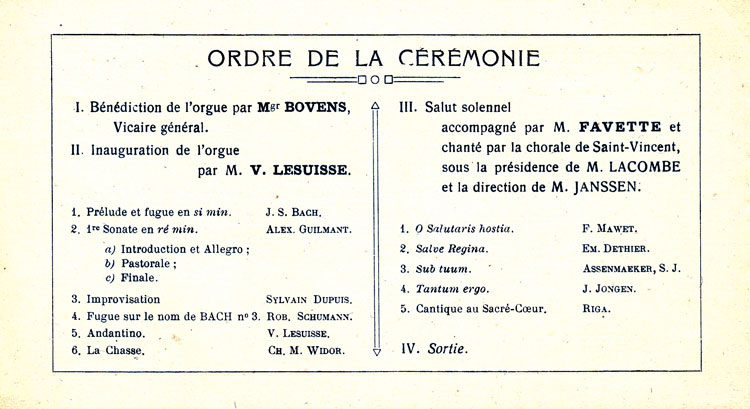 ORDRE DE LA CÉRÉMONIE
I. Bénédiction de l'orgue par Mgr BOVENS,
Vicaire général.
II. Inauguration de l'orgue
par M. V. LESUISSE.
1. Prélude et fugue en si min. J. S. BACH.
2. 1re Sonate en ré min. ALEX. GUILMANT.
a) Introduction et Allegro ;
b) Pastorale ;
c) Finale.
3. Improvisation SYLVAIN DUPUIS.
4. Fugue sur le nom de BACH no 3. ROB. SCHUMANN.
5. Andantino. V. LESUISSE.
6. La Chasse. CH. M. WIDOR.
III. Salut solennel
accompagné par M. FAVETTE et
chanté par la chorale de Saint-Vincent,
sous la présidence de M. LACOMBE
et la direction de M. JANSSEN.
1. O Salutaris hostia. F. MAWET.
2. Salve Regina. EM. DETHIER.
3. Sub tuum. ASSENMAEKER, S. J.
4. Tantum ergo. J. JONGEN.
5. Cantique au Sacré-Cœur. RIGA.
IV. Sortie.